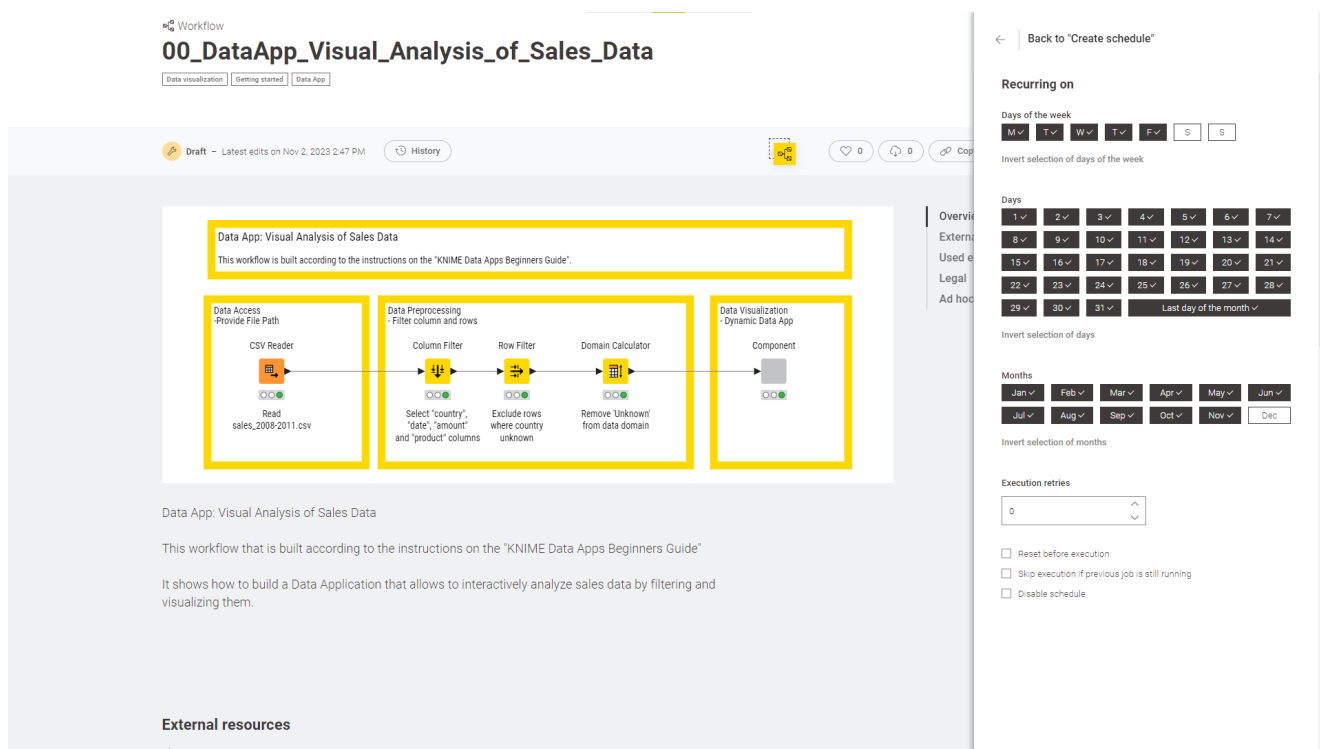 Workflow
00_DataApp_Visual_Analysis_of_Sales_Data
Data visualization Getting started Data App
Draft – Latest edits on Nov 2, 2023 2:47 PM History 0 0 Cop
Data App: Visual Analysis of Sales Data
This workflow is built according to the instructions on the "KNIME Data Apps Beginners Guide".
Data Access
-Provide File Path
CSV Reader
Read
sales_2008-2011.csv
Data Preprocessing
- Filter column and rows
Column Filter
Select "country",
"date", "amount"
and "product" columns
Row Filter
Exclude rows
where country
unknown
Domain Calculator
Remove 'Unknown'
from data domain
Data Visualization
- Dynamic Data App
Component
Overvie
Externa
Used e
Legal
Ad hoc
Data App: Visual Analysis of Sales Data
This workflow that is built according to the instructions on the "KNIME Data Apps Beginners Guide"
It shows how to build a Data Application that allows to interactively analyze sales data by filtering and
visualizing them.
External resources
Back to "Create schedule"
Recurring on
Days of the week
M T W T F S S
Invert selection of days of the week
Days
1 2 3 4 5 6 7
8 9 10 11 12 13 14
15 16 17 18 19 20 21
22 23 24 25 26 27 28
29 30 31 Last day of the month
Invert selection of days
Months
Jan Feb Mar Apr May Jun
Jul Aug Sep Oct Nov Dec
Invert selection of months
Execution retries
0
Reset before execution
Skip execution if previous job is still running
Disable schedule